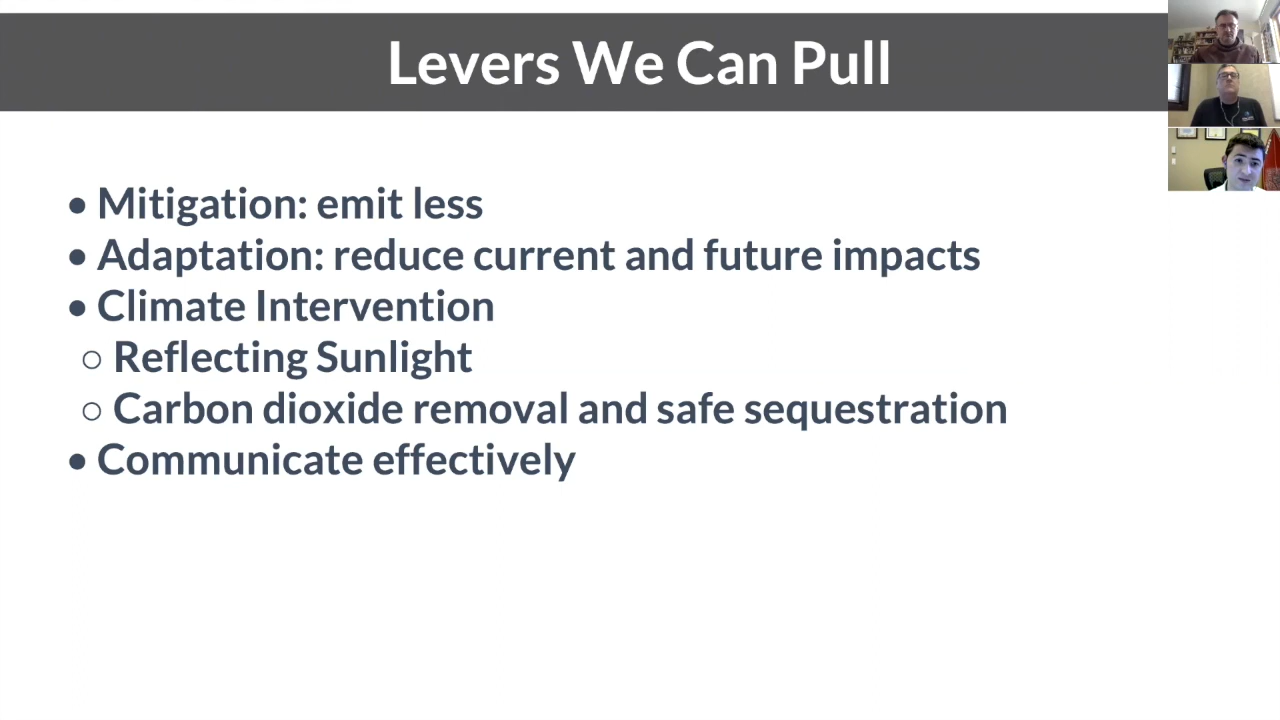 Levers We Can Pull
• Mitigation: emit less
• Adaptation: reduce current and future impacts
• Climate Intervention
○ Reflecting Sunlight
○ Carbon dioxide removal and safe sequestration
• Communicate effectively